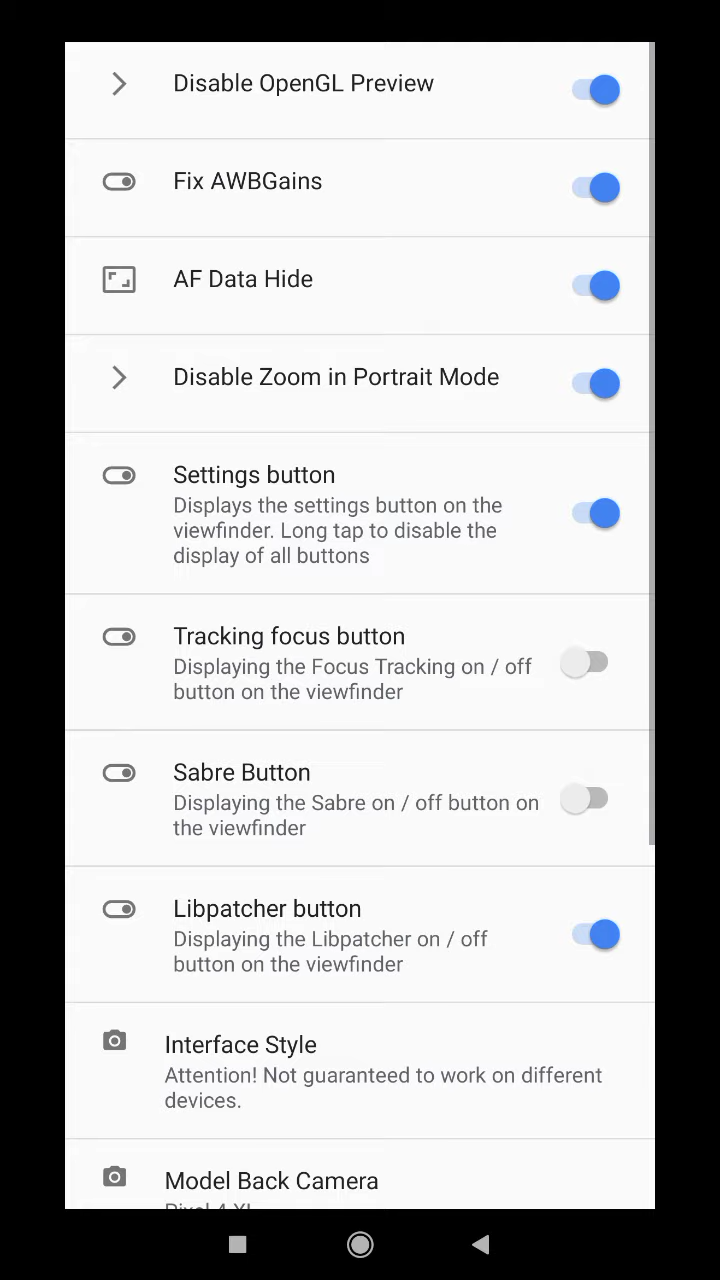 Disable OpenGL Preview
Fix AWBGains
AF Data Hide
Disable Zoom in Portrait Mode
Settings button
Displays the settings button on the
viewfinder. Long tap to disable the
display of all buttons
Tracking focus button
Displaying the Focus Tracking on / off
button on the viewfinder
Sabre Button
Displaying the Sabre on / off button on
the viewfinder
Libpatcher button
Displaying the Libpatcher on / off
button on the viewfinder
Interface Style
Attention! Not guaranteed to work on different
devices.
Model Back Camera
Pixel 4 XL